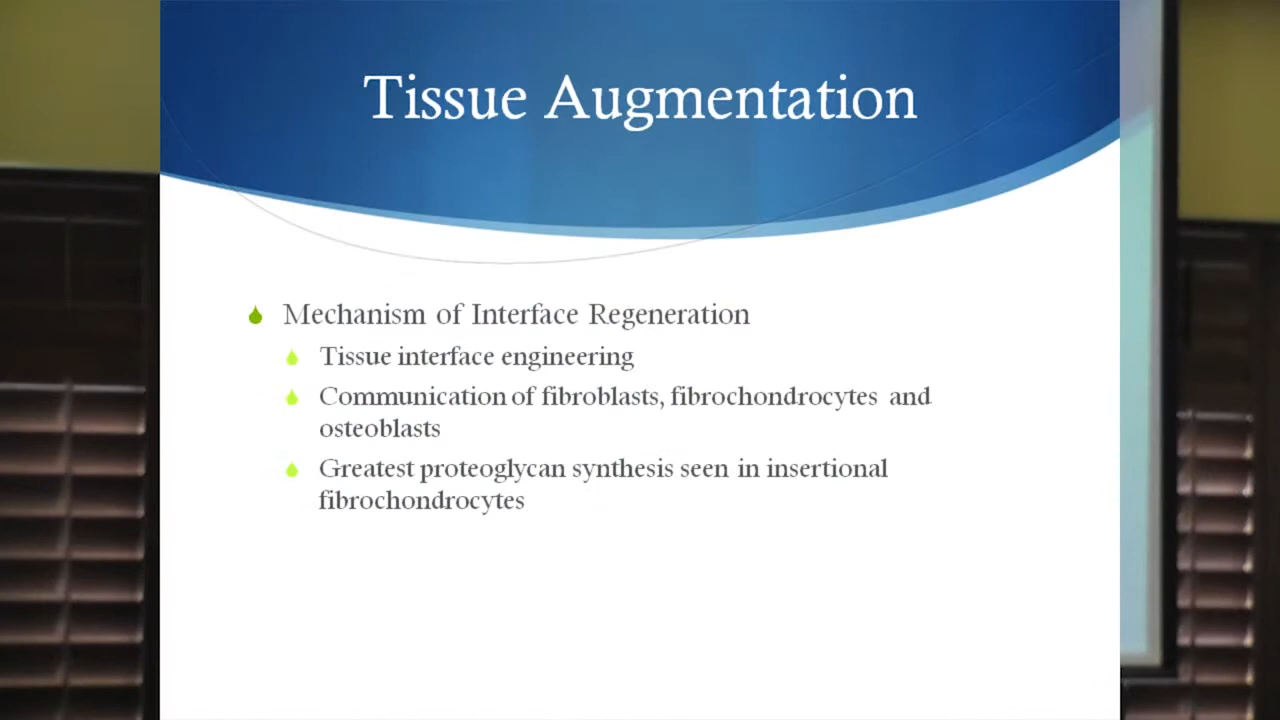 Tissue Augmentation
Mechanism of Interface Regeneration
Tissue interface engineering
Communication of fibroblasts, fibrochondrocytes and
osteoblasts
Greatest proteoglycan synthesis seen in insertional
fibrochondrocytes